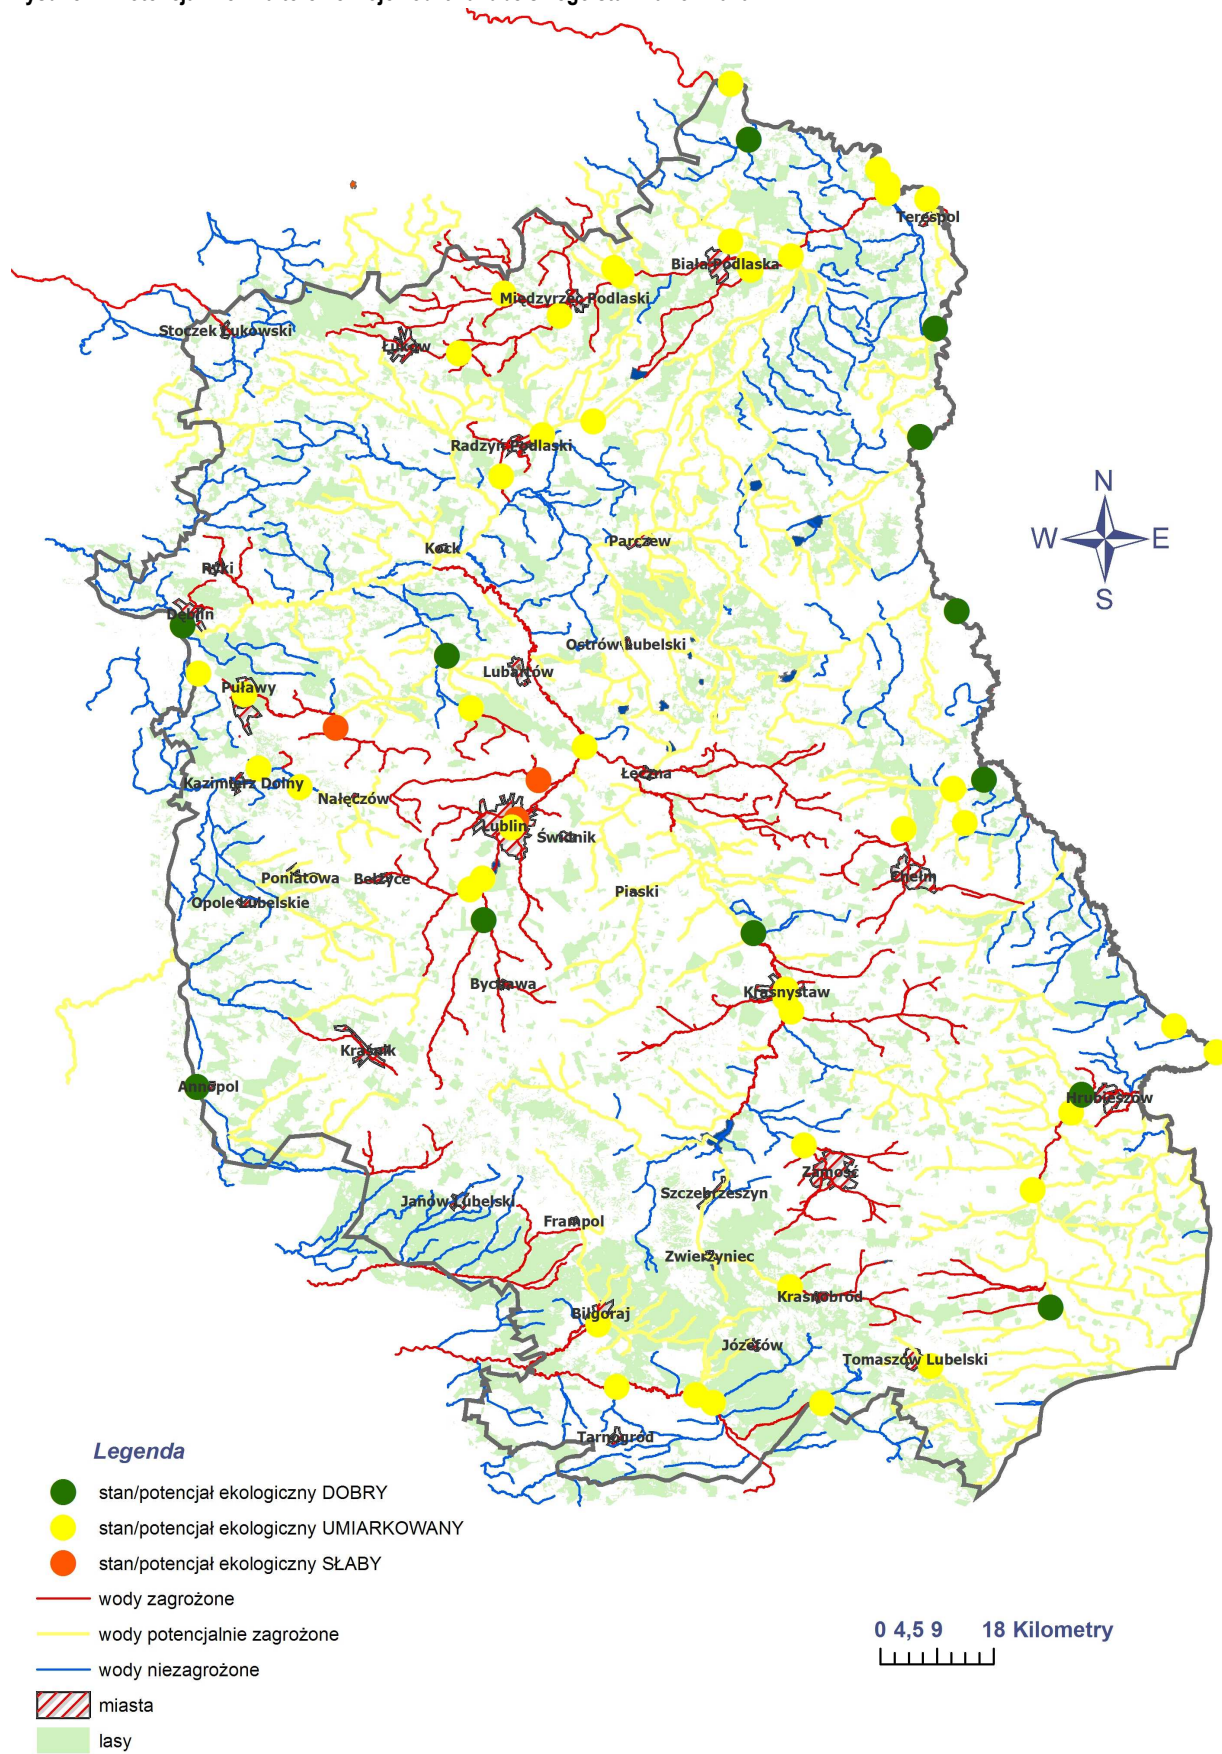 Terespol
Biała Podlaska
Międzyrzec Podlaski
Stoczek Łukowski
Łuków
Radzyń Podlaski
N
W
E
S
Kock
Parczew
Ryki
Dęblin
Ostrów Lubelski
Lubartów
Puławy
Łęczna
Kazimierz Dolny
Nałęczów
Lublin
Świdnik
Poniatowa
Bełżyce
Chełm
Piaski
Opole Lubelskie
Bychawa
Krasnystaw
Kraśnik
Annopol
Hrubieszów
Zamość
Szczebrzeszyn
Janów Lubelski
Frampol
Zwierzyniec
Krasnobród
Biłgoraj
Józefów
Tomaszów Lubelski
Tarnogród
Legenda
stan/potencjał ekologiczny DOBRY
stan/potencjał ekologiczny UMIARKOWANY
stan/potencjał ekologiczny SŁABY
wody zagrożone
wody potencjalnie zagrożone
wody niezagrożone
miasta
lasy
0 4,5 9 18 Kilometry